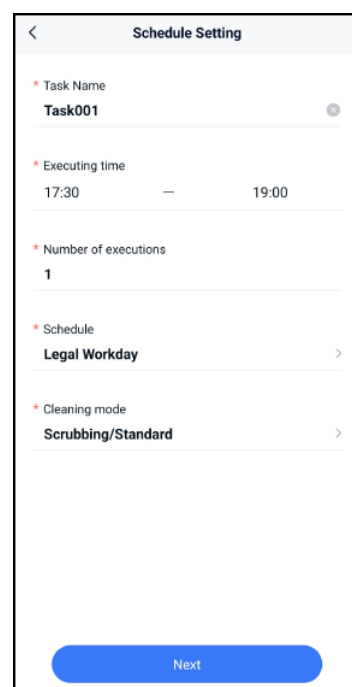 Schedule Setting
* Task Name
Task001
* Executing time
17:30 — 19:00
* Number of executions
1
* Schedule
Legal Workday
* Cleaning mode
Scrubbing/Standard
Next